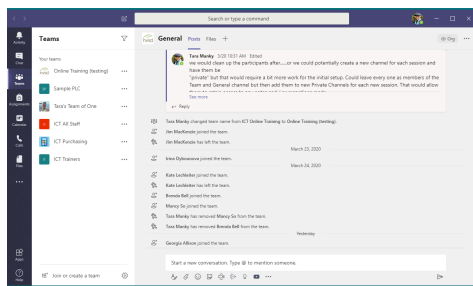 Search or type a command
Activity
Chat
Teams
Assignments
Calendar
Calls
Files
Apps
Help
Teams
Your teams
Online Training (testing)
Sample PLC
Tara's Team of One
ICT All Staff
ICT Purchasing
ICT Trainers
Join or create a team
General Posts Files +
Org
Tara Manky 3/20 10:31 AM Edited
we would clean up the participants after.....or we could potentially create a new channel for each session and
have them be
"private" but that would require a bit more work for the initial setup. Could leave every one as members of the
Team and General channel but then add them to new Private Channels for each new session. That would allow
See more
Reply
Tara Manky changed team name from ICT Online Training to Online Training (testing).
Jim MacKenzie joined the team.
Jim MacKenzie has left the team.
March 23, 2020
joined the team.
March 24, 2020
Kate Lechleiter joined the team.
Kate Lechleiter has left the team.
Brenda Bell joined the team.
Mancy Se joined the team.
Tara Manky has removed Mancy Se from the team.
Tara Manky has removed Brenda Bell from the team.
Yesterday
Georgia Allison joined the team.
Start a new conversation. Type @ to mention someone.